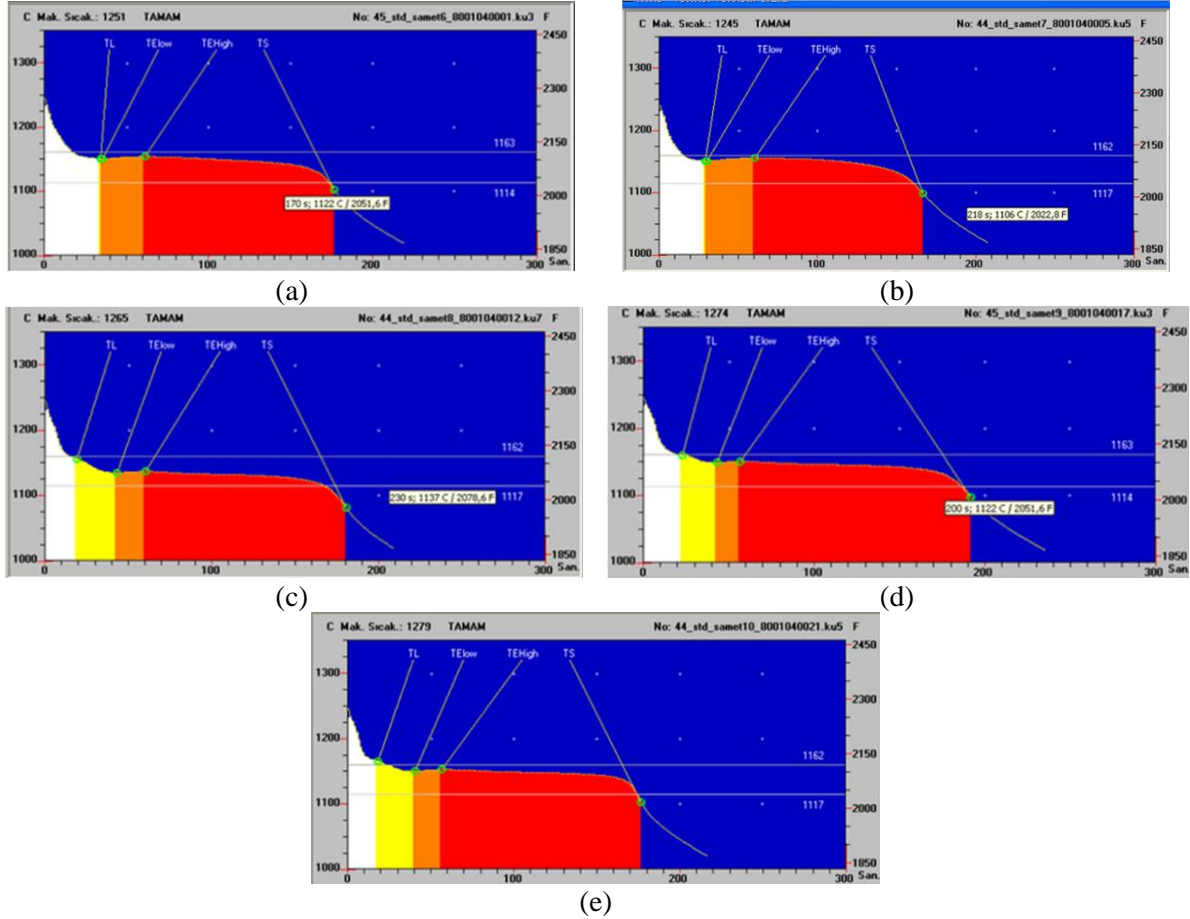 C Mak. Sıcak.: 1251 TAMAM No: 45_std_samet6_8001040001.ku3 F
TL TElow TEHigh TS
2450
1300
2300
1200
1163
2150
1100
1114
2000
170 s; 1122 C / 2051,6 F
1000
1850
0 100 200 300
San.
(a)
C Mak. Sıcak.: 1245 TAMAM No: 44_std_samet7_8001040005.ku5 F
TL TElow TEHigh TS
2450
1300
2300
1200
1162
2150
1100
1117
2000
218 s; 1106 C / 2022,8 F
1000
1850
0 100 200 300
San.
(b)
C Mak. Sıcak.: 1265 TAMAM No: 44_std_samet8_8001040012.ku7 F
TL TElow TEHigh TS
2450
1300
2300
1200
1162
2150
1100
1117
2000
230 s; 1137 C / 2078,6 F
1000
1850
0 100 200 300
San.
(c)
C Mak. Sıcak.: 1274 TAMAM No: 45_std_samet9_8001040017.ku3 F
TL TElow TEHigh TS
2450
1300
2300
1200
1163
2150
1100
1114
2000
200 s; 1122 C / 2051,6 F
1000
1850
0 100 200 300
San.
(d)
C Mak. Sıcak.: 1279 TAMAM No: 44_std_samet10_8001040021.ku5 F
TL TElow TEHigh TS
2450
1300
2300
1200
1162
2150
1100
1117
2000
1000
1850
0 100 200 300
San.
(e)